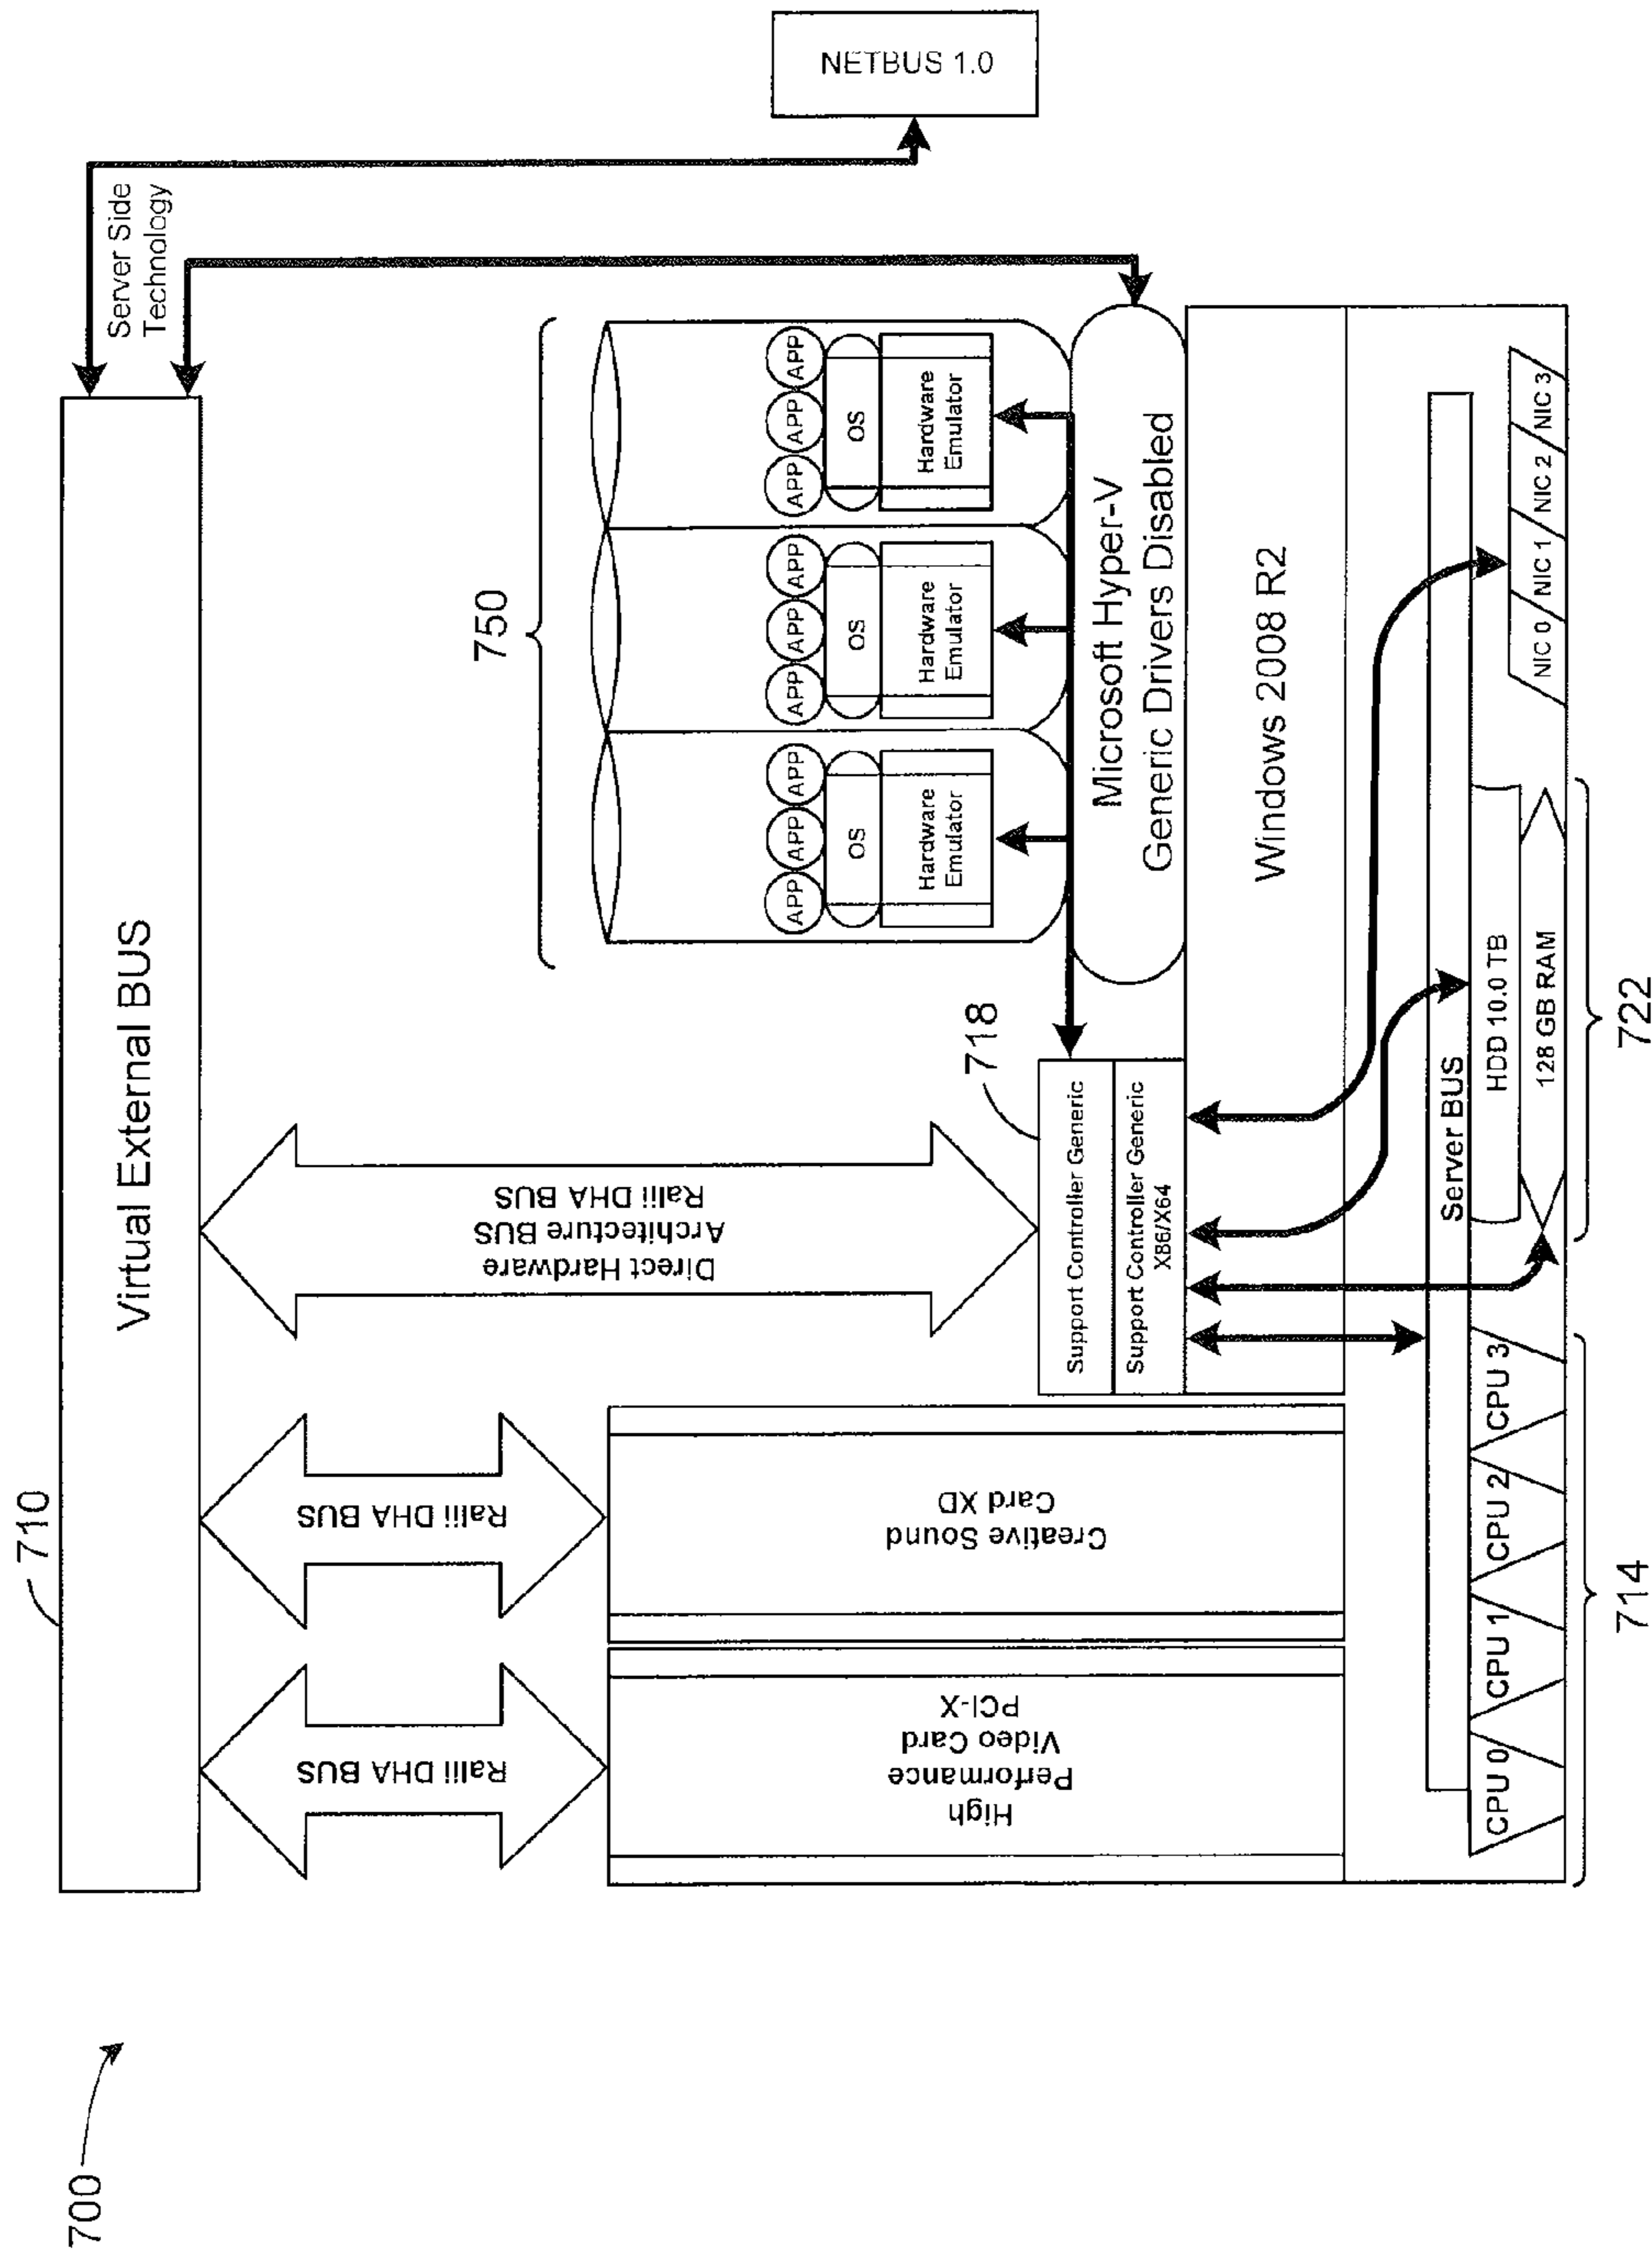 700
710
Virtual External BUS
Server Side
Technology
NETBUS 1.0
Ralii DHA BUS
Ralii DHA BUS
Direct Hardware
Architecture BUS
Ralii DHA BUS
750
APP APP APP
OS
Hardware
Emulator
APP APP APP
OS
Hardware
Emulator
APP APP APP
OS
Hardware
Emulator
High
Performance
Video Card
PCI-X
Creative Sound
Card XD
718
Support Controller Generic
Support Controller Generic
X86/X64
Microsoft Hyper-V
Generic Drivers Disabled
Windows 2008 R2
Server BUS
CPU 0
CPU 1
CPU 2
CPU 3
HDD 10.0 TB
128 GB RAM
NIC 0
NIC 1
NIC 2
NIC 3
714
722